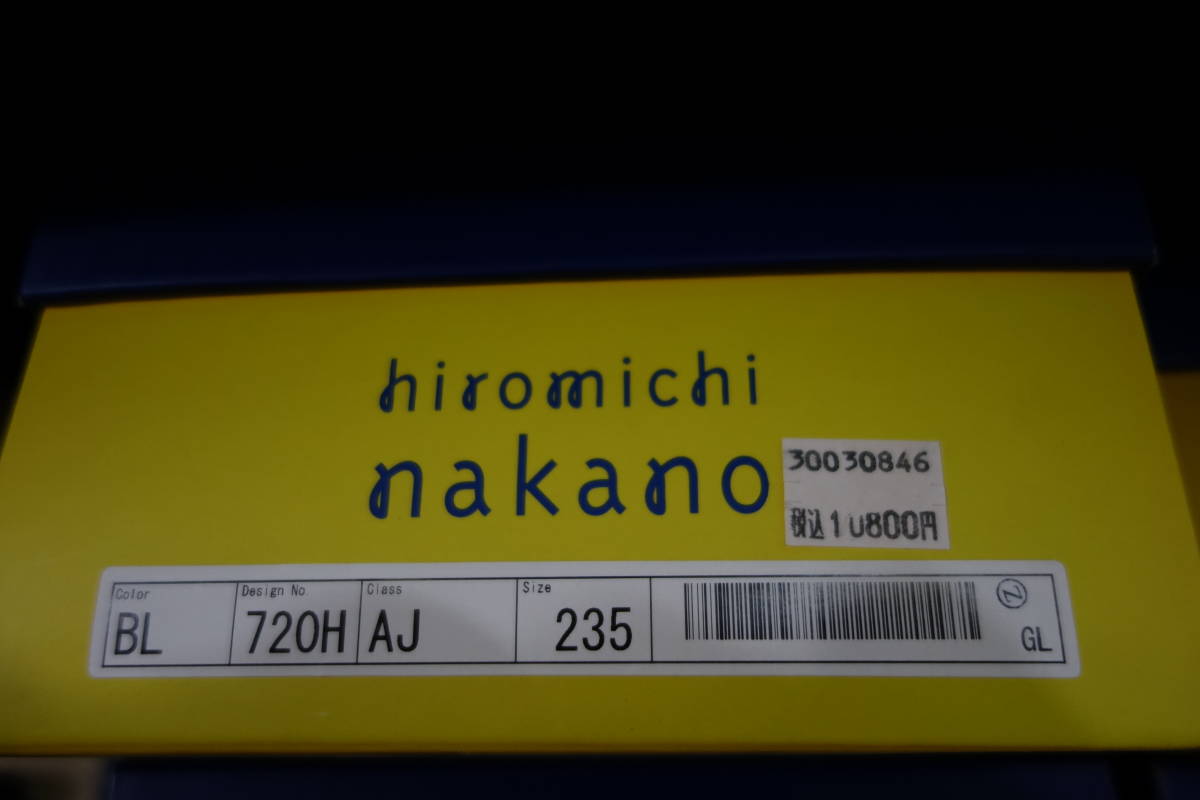 hiromichi
nakano
30030846
税込10800円
Color
BL
Design No.
720H
Class
AJ
Size
235
Z
GL